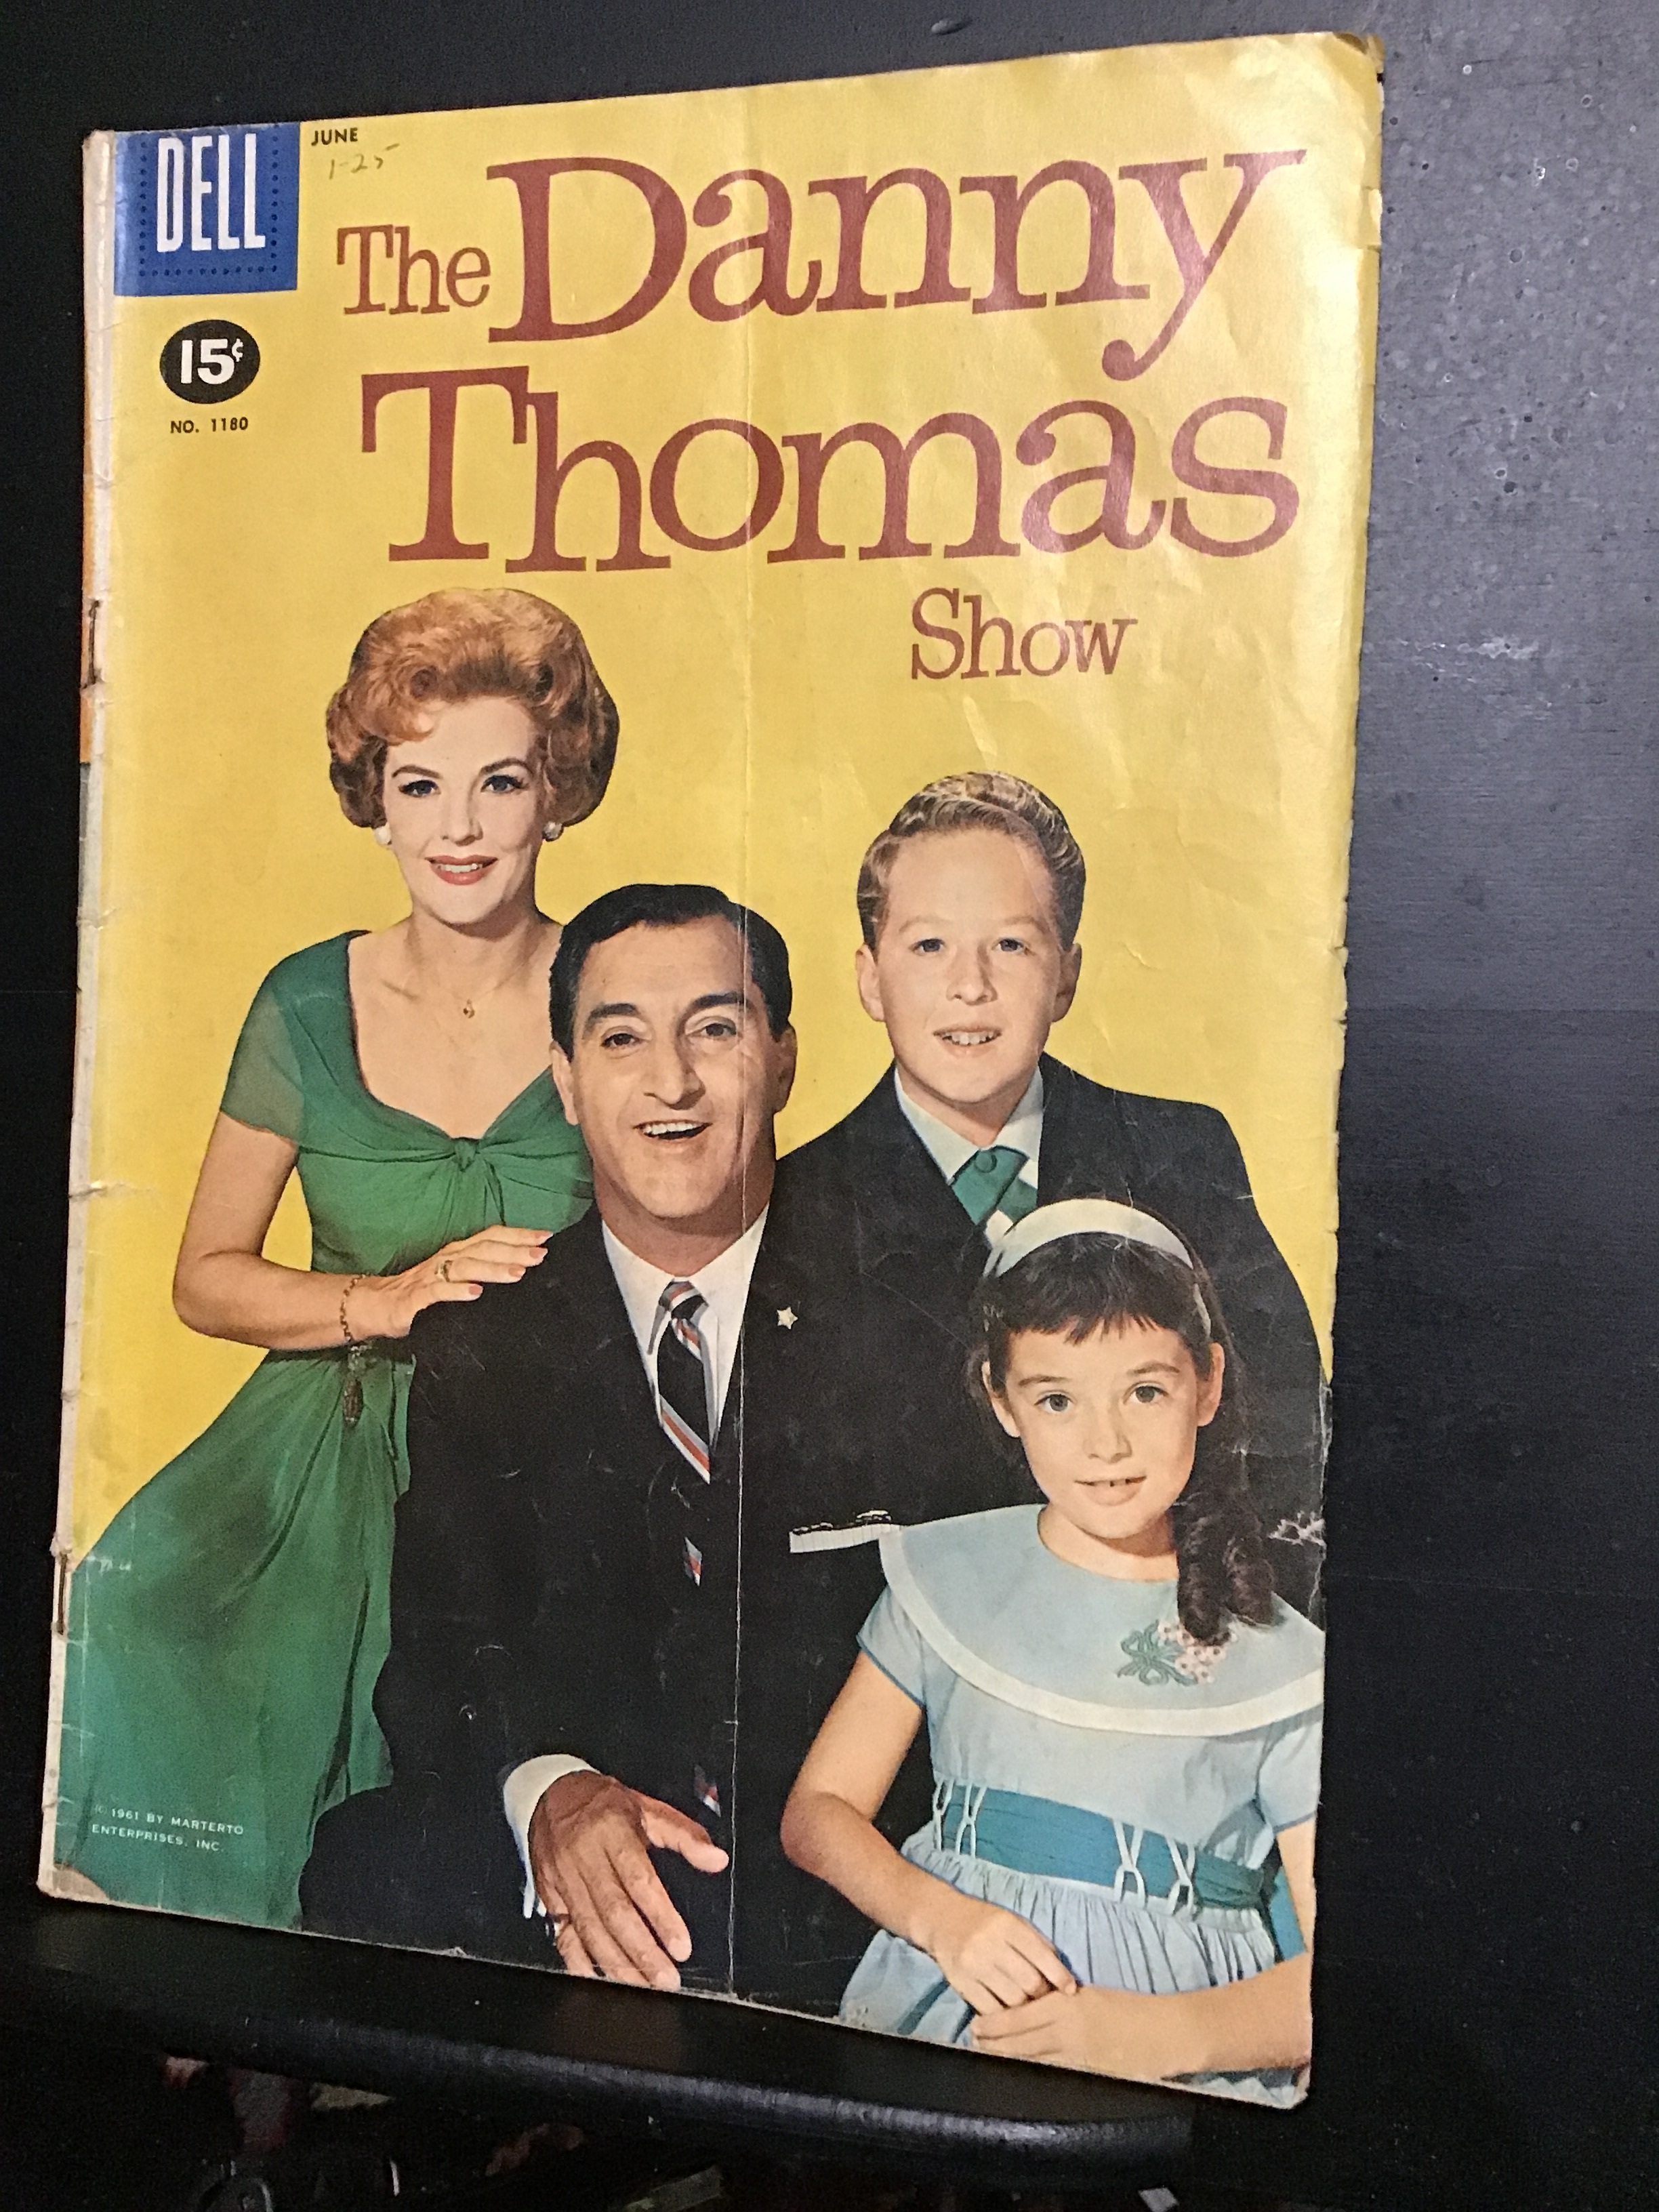 DELL
JUNE
1-25
The Danny
Thomas
Show
15¢
NO. 1180
© 1961 BY MARTERTO
ENTERPRISES, INC.